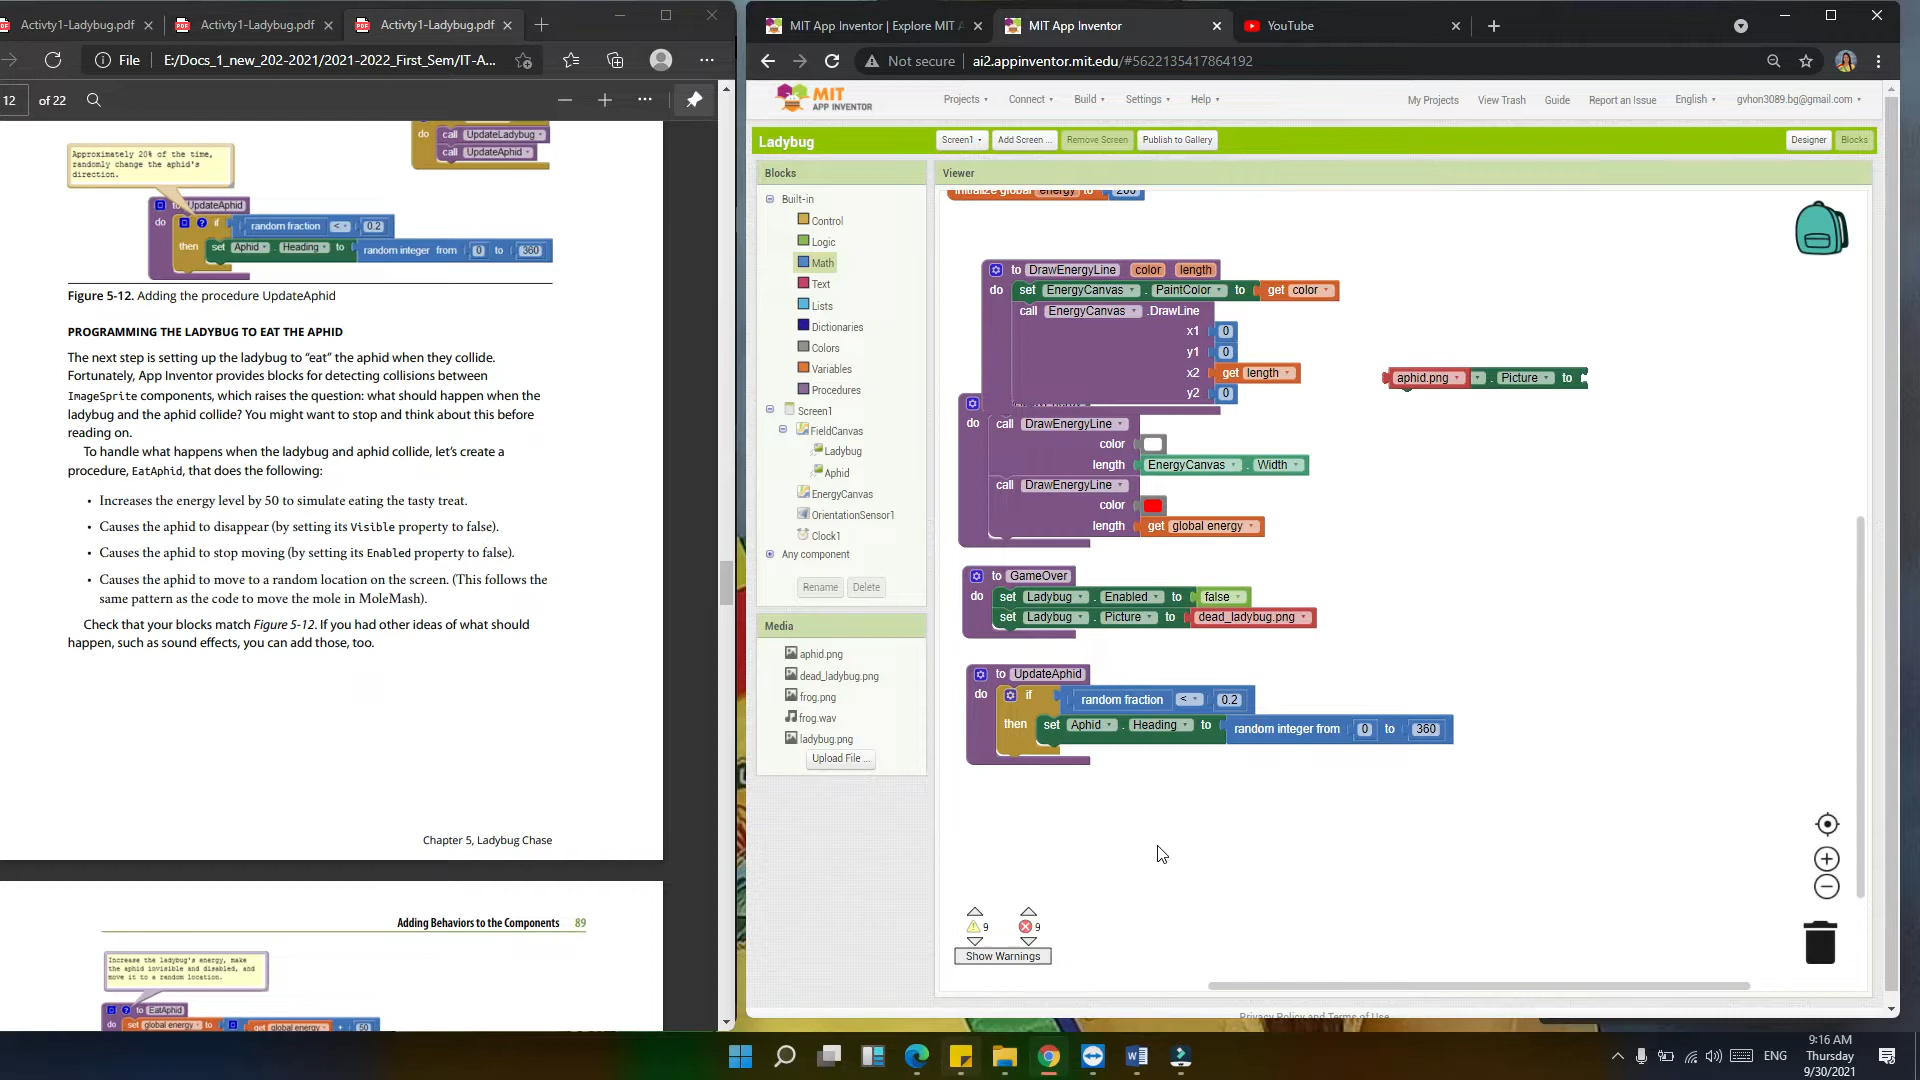 Activty1-Ladybug.pdf
Activty1-Ladybug.pdf
Activty1-Ladybug.pdf
File E:/Docs_1_new_202-2021/2021-2022_First_Sem/IT-A...
12 of 22
do call UpdateLadybug
call UpdateAphid
Approximately 20% of the time,
randomly change the aphid's
direction.
to UpdateAphid
do if random fraction < 0.2
then set Aphid . Heading to random integer from 0 to 360
Figure 5-12. Adding the procedure UpdateAphid
PROGRAMMING THE LADYBUG TO EAT THE APHID
The next step is setting up the ladybug to “eat” the aphid when they collide.
Fortunately, App Inventor provides blocks for detecting collisions between
ImageSprite components, which raises the question: what should happen when the
ladybug and the aphid collide? You might want to stop and think about this before
reading on.
To handle what happens when the ladybug and aphid collide, let’s create a
procedure, EatAphid, that does the following:
• Increases the energy level by 50 to simulate eating the tasty treat.
• Causes the aphid to disappear (by setting its Visible property to false).
• Causes the aphid to stop moving (by setting its Enabled property to false).
• Causes the aphid to move to a random location on the screen. (This follows the
same pattern as the code to move the mole in MoleMash).
Check that your blocks match Figure 5-12. If you had other ideas of what should
happen, such as sound effects, you can add those, too.
Chapter 5, Ladybug Chase
Adding Behaviors to the Components 89
Increase the ladybug's energy, make
the aphid invisible and disabled, and
move it to a random location.
to EatAphid
do set global energy to get global energy + 50
MIT App Inventor | Explore MIT A
MIT App Inventor
YouTube
Not secure ai2.appinventor.mit.edu/#5622135417864192
MIT
APP INVENTOR
Projects Connect Build Settings Help My Projects View Trash Guide Report an Issue English gvhon3089.bg@gmail.com
Ladybug Screen1 Add Screen ... Remove Screen Publish to Gallery Designer Blocks
Blocks
Built-in
Control
Logic
Math
Text
Lists
Dictionaries
Colors
Variables
Procedures
Screen1
FieldCanvas
Ladybug
Aphid
EnergyCanvas
OrientationSensor1
Clock1
Any component
Rename Delete
Media
aphid.png
dead_ladybug.png
frog.png
frog.wav
ladybug.png
Upload File ...
Viewer
initialize global energy to 200
to DrawEnergyLine color length
do set EnergyCanvas . PaintColor to get color
call EnergyCanvas .DrawLine
x1 0
y1 0
x2 get length
y2 0
aphid.png . Picture to
do call DrawEnergyLine
color
length EnergyCanvas . Width
call DrawEnergyLine
color
length get global energy
to GameOver
do set Ladybug . Enabled to false
set Ladybug . Picture to dead_ladybug.png
to UpdateAphid
do if random fraction < 0.2
then set Aphid . Heading to random integer from 0 to 360
9 9
Show Warnings
Privacy Policy and Terms of Use
ENG
9:16 AM
Thursday
9/30/2021